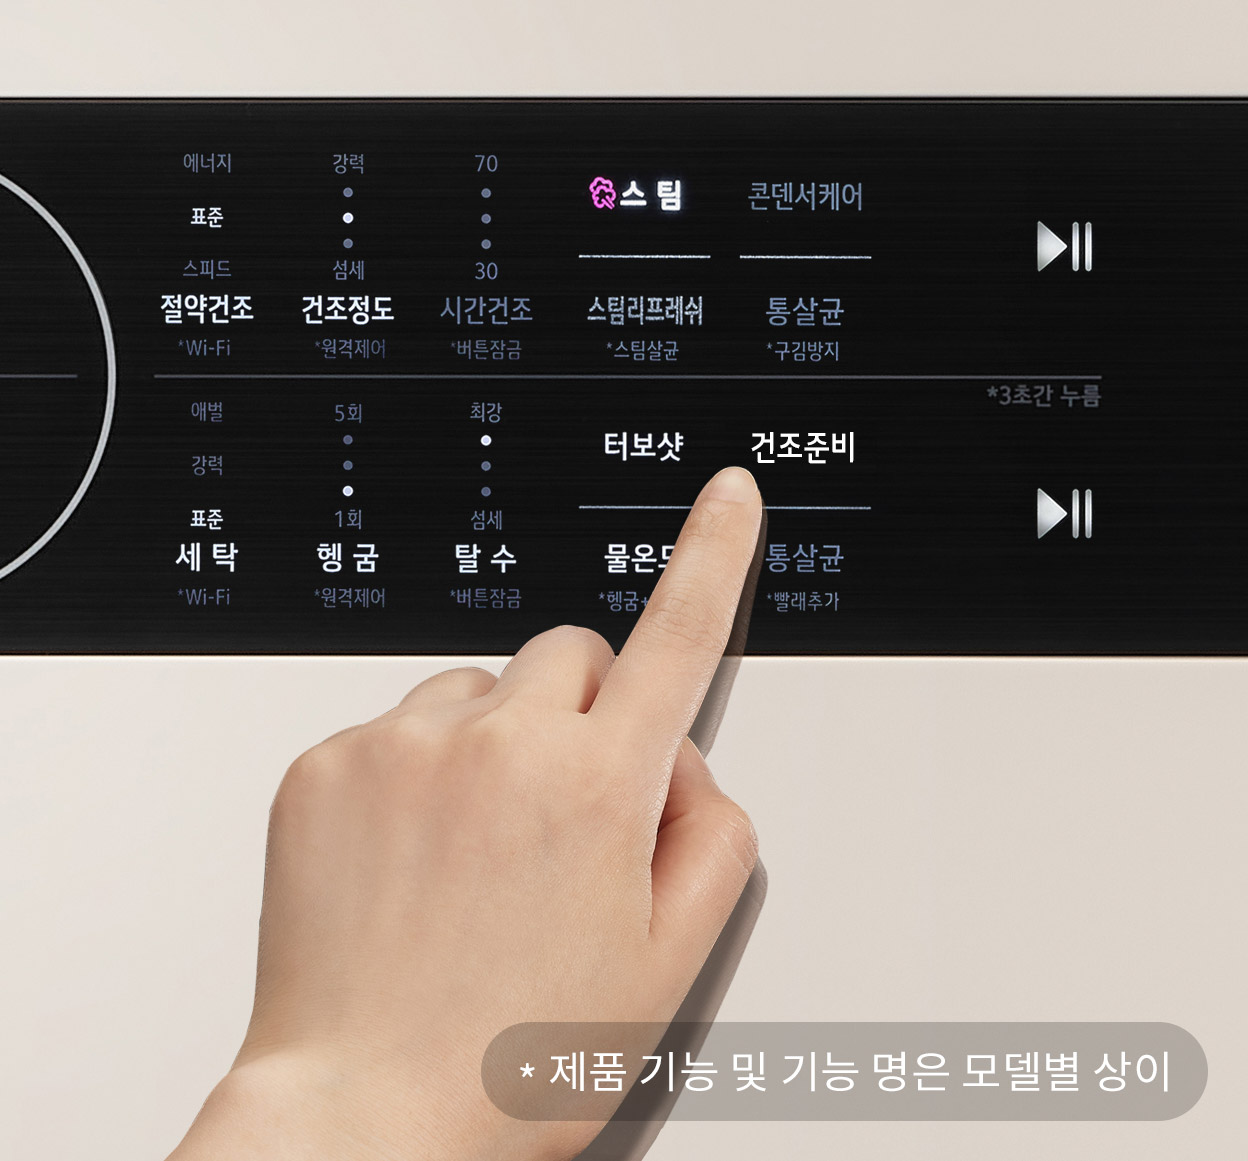 에너지 강력 70
스팀 콘덴서케어
표준
스피드 섬세 30
절약건조 건조정도 시간건조 스팀리프레쉬 통살균
*Wi-Fi *원격제어 *버튼잠금 *스팀살균 *구김방지
*3초간 누름
애벌 5회 최강
터보샷 건조준비
강력
표준 1회 섬세
세탁 헹굼 탈수 물온 통살균
*Wi-Fi *원격제어 *버튼잠금 *헹굼+ *빨래추가
* 제품 기능 및 기능 명은 모델별 상이